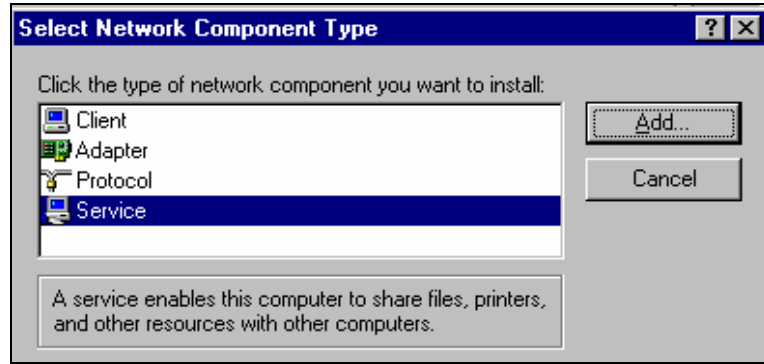 Select Network Component Type
Click the type of network component you want to install:
Client
Adapter
Protocol
Service
Add...
Cancel
A service enables this computer to share files, printers,
and other resources with other computers.